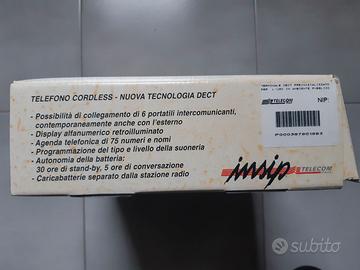 TELEFONO CORDLESS - NUOVA TECNOLOGIA DECT
- Possibilità di collegamento di 6 portatili intercomunicanti,
contemporaneamente anche con l'esterno
- Display alfanumerico retroilluminato
- Agenda telefonica di 75 numeri e nomi
- Programmazione del tipo e livello della suoneria
- Autonomia della batteria:
30 ore di stand-by, 5 ore di conversazione
- Caricabatterie separato dalla stazione radio
insip
TELECOM
TELECOM
NIP:
subito